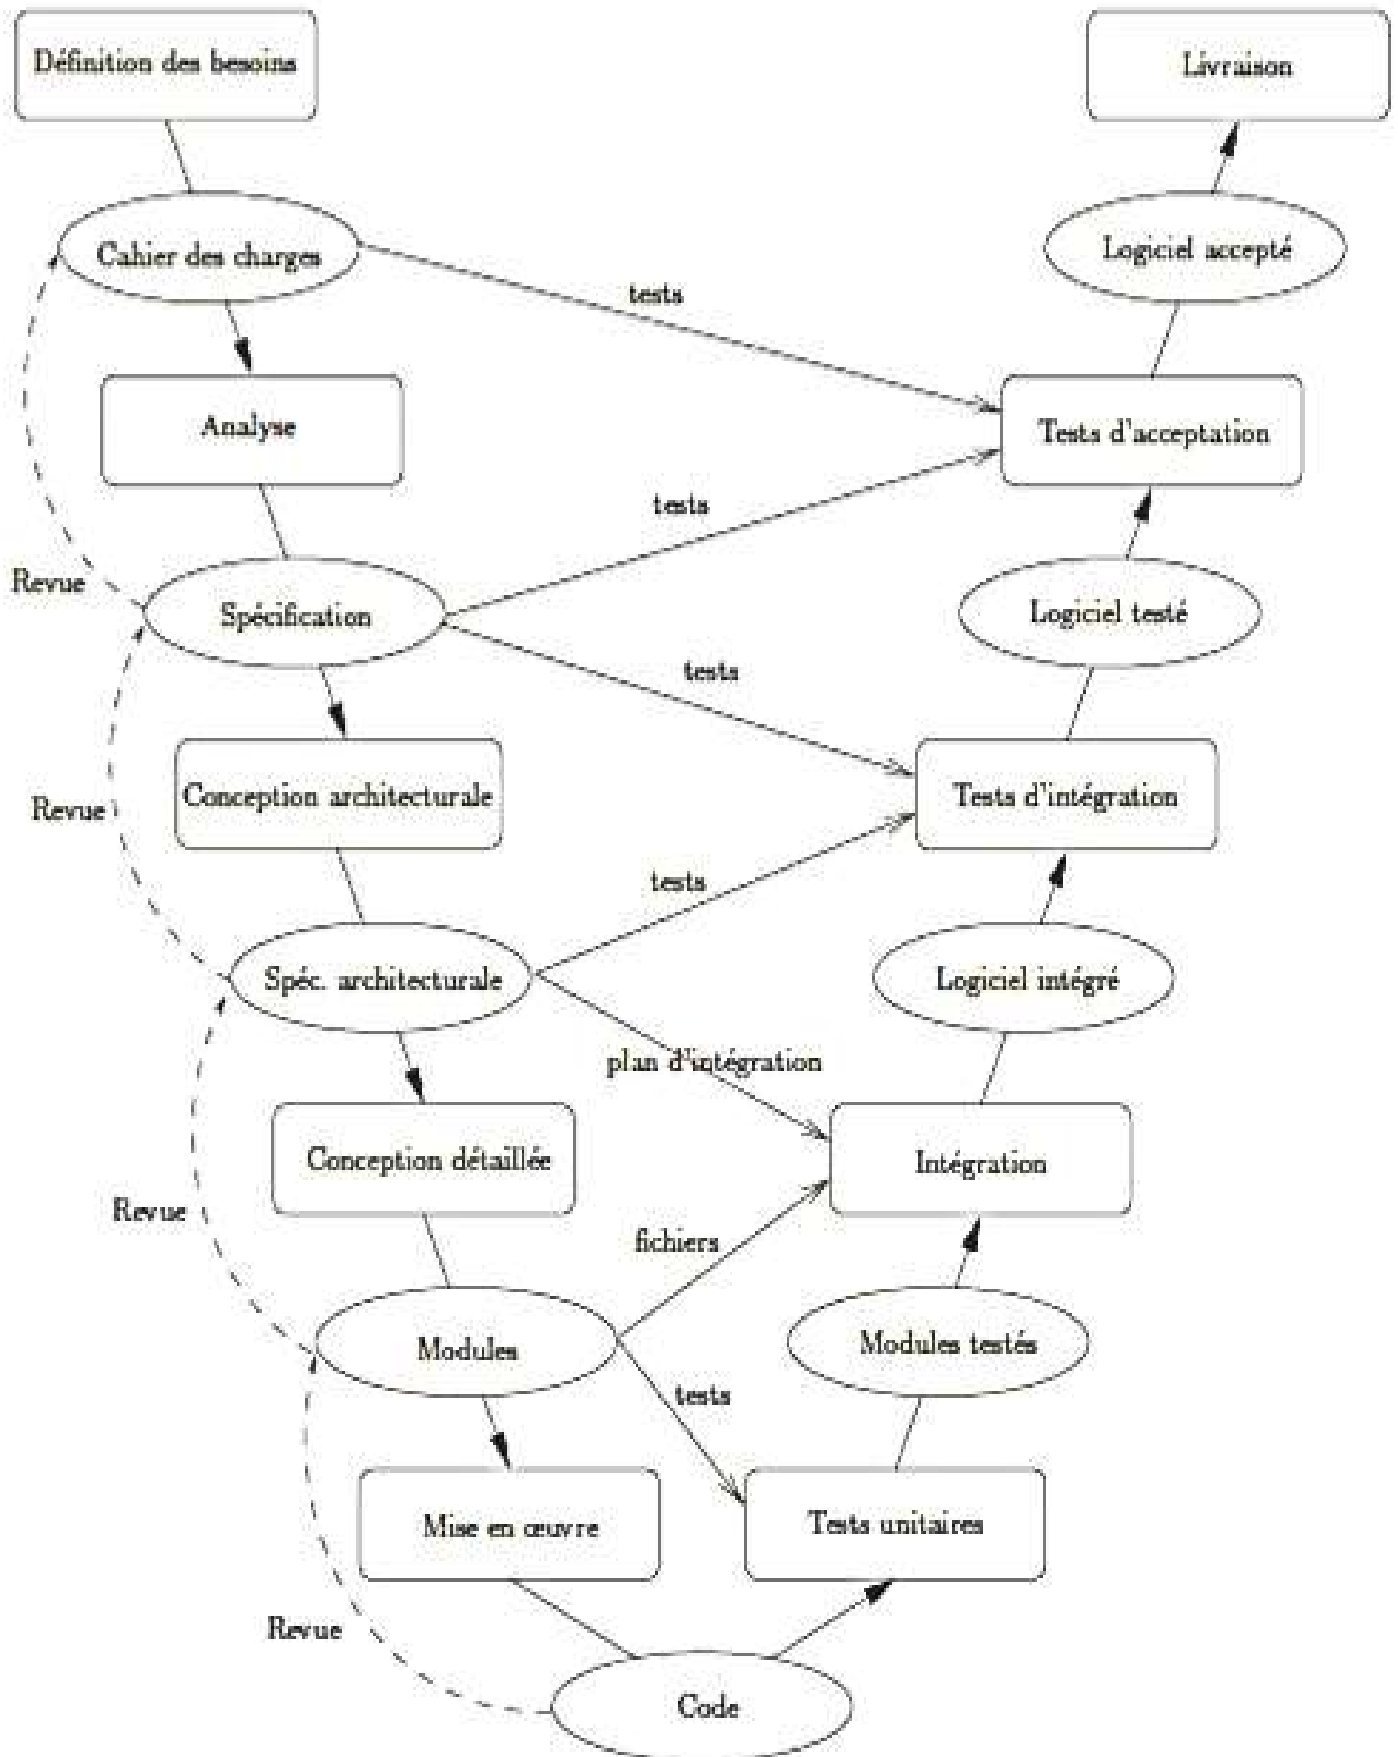 Définition des besoins
Livraison
Cahier des charges
Logiciel accepté
tests
Analyse
Tests d'acceptation
tests
Revue
Spécification
Logiciel testé
tests
Conception architecturale
Tests d'intégration
Revue
tests
Spéc. architecturale
Logiciel intégré
plan d'intégration
Conception détaillée
Intégration
Revue
fichiers
Modules
Modules testés
tests
Mise en œuvre
Tests unitaires
Revue
Code